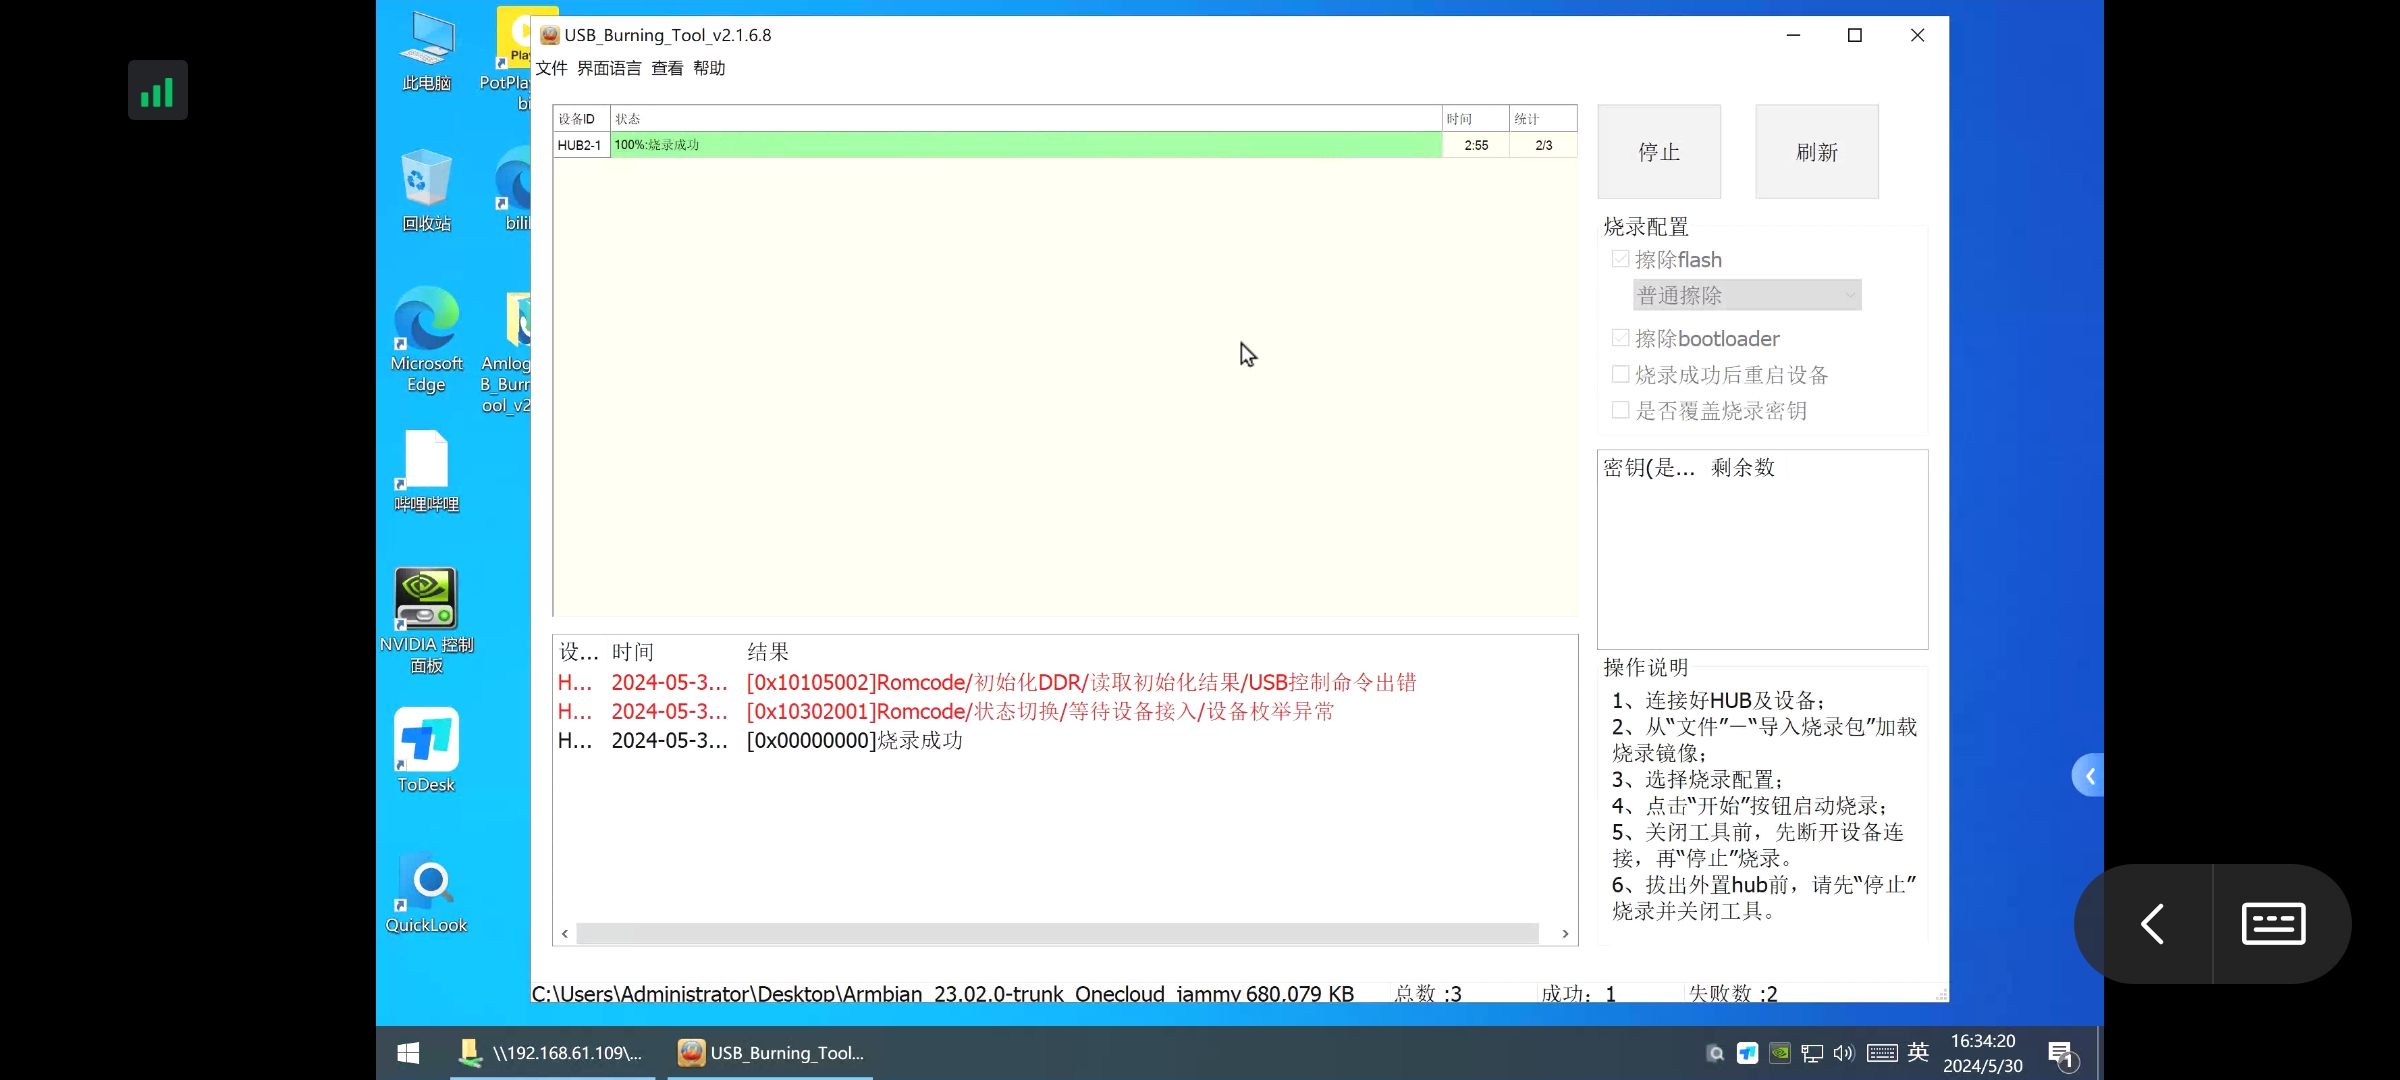 此电脑
PotPla
bi
回收站
bili
Microsoft
Edge
Amlog
B_Burr
ool_v2
哔哩哔哩
NVIDIA 控制
面板
ToDesk
QuickLook
Play
USB_Burning_Tool_v2.1.6.8
文件 界面语言 查看 帮助
设备ID 状态 时间 统计
HUB2-1 100%:烧录成功 2:55 2/3
停止 刷新
烧录配置
擦除flash
普通擦除
擦除bootloader
烧录成功后重启设备
是否覆盖烧录密钥
密钥(是... 剩余数
设... 时间 结果
H... 2024-05-3... [0x10105002]Romcode/初始化DDR/读取初始化结果/USB控制命令出错
H... 2024-05-3... [0x10302001]Romcode/状态切换/等待设备接入/设备枚举异常
H... 2024-05-3... [0x00000000]烧录成功
操作说明
1、连接好HUB及设备；
2、从“文件”—“导入烧录包”加载
烧录镜像；
3、选择烧录配置；
4、点击“开始”按钮启动烧录；
5、关闭工具前，先断开设备连
接，再“停止”烧录。
6、拔出外置hub前，请先“停止”
烧录并关闭工具。
C:\Users\Administrator\Desktop\Armbian_23.02.0-trunk_Onecloud_jammy 680,079 KB 总数 :3 成功：1 失败数 :2
\\192.168.61.109\... USB_Burning_Tool... 英 16:34:20
2024/5/30
1